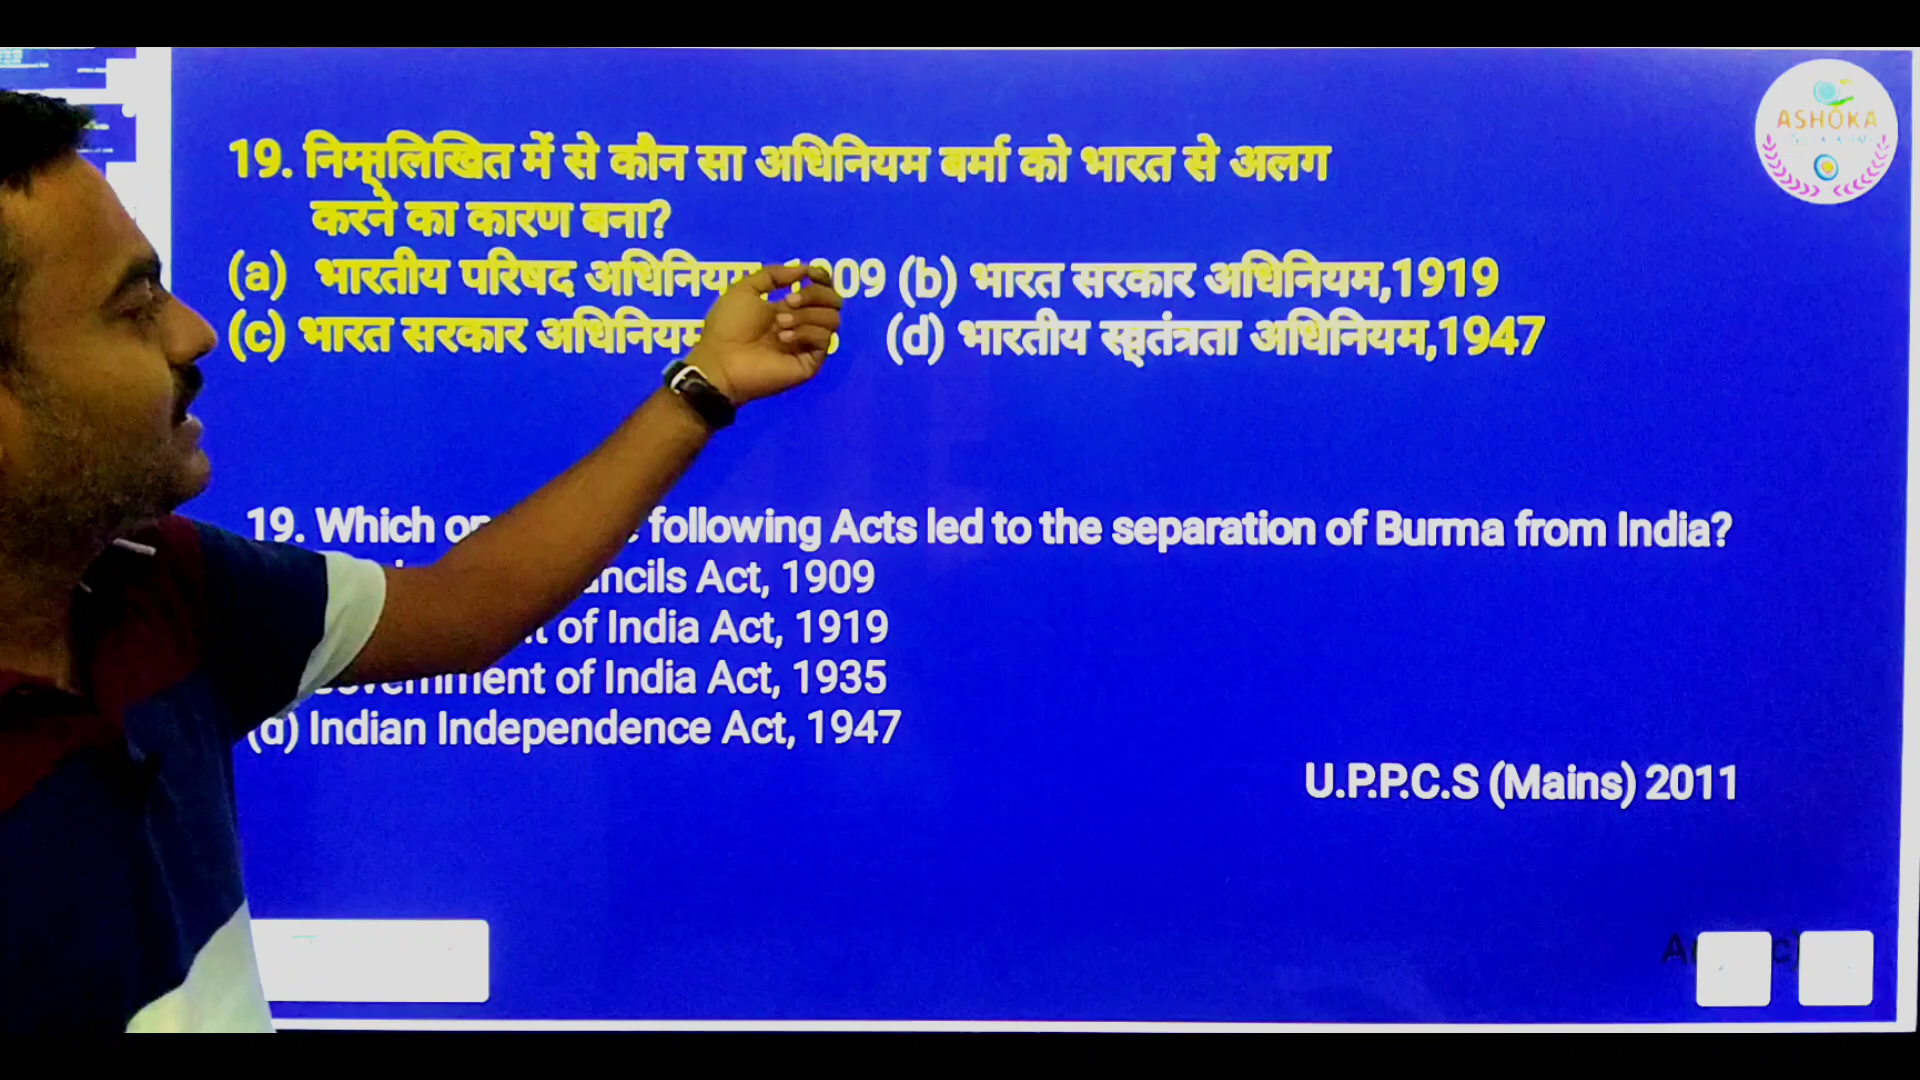 ASHOKA
19. निम्नलिखित में से कौन सा अधिनियम बर्मा को भारत से अलग
करने का कारण बना?
(a) भारतीय परिषद अधिनियम, 1909 (b) भारत सरकार अधिनियम,1919
(c) भारत सरकार अधिनियम (d) भारतीय स्वतंत्रता अधिनियम,1947
19. Which following Acts led to the separation of Burma from India?
Act, 1909
of India Act, 1919
Government of India Act, 1935
(d) Indian Independence Act, 1947
U.P.P.C.S (Mains) 2011